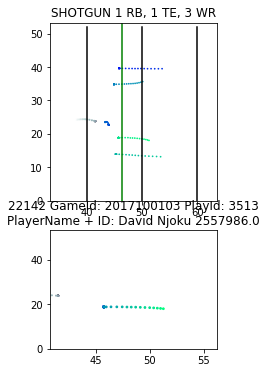 SHOTGUN 1 RB, 1 TE, 3 WR
50
40
30
20
10
0
40 50 60
22142 GameId: 2017100103 PlayId: 3513
PlayerName + ID: David Njoku 2557986.0
40
20
0
45 50 55